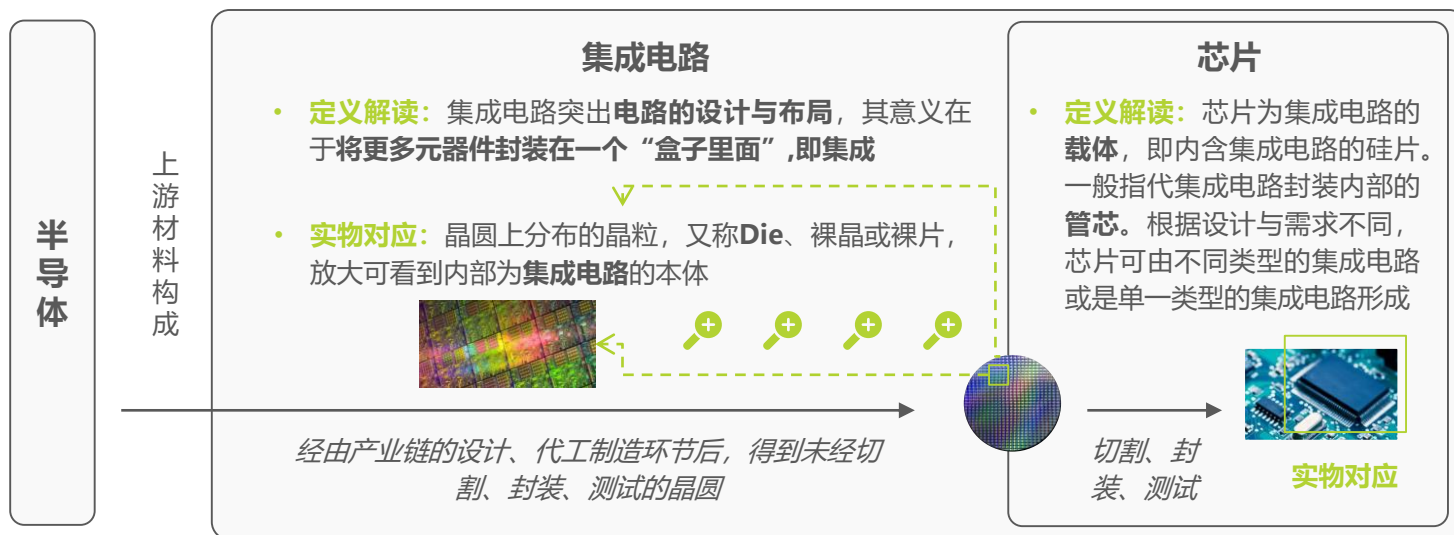 半导体
上游材料构成
集成电路
• 定义解读：集成电路突出电路的设计与布局，其意义在
于将更多元器件封装在一个“盒子里面”,即集成
• 实物对应：晶圆上分布的晶粒，又称Die、裸晶或裸片，
放大可看到内部为集成电路的本体
经由产业链的设计、代工制造环节后，得到未经切
割、封装、测试的晶圆
芯片
• 定义解读：芯片为集成电路的
载体，即内含集成电路的硅片。
一般指代集成电路封装内部的
管芯。根据设计与需求不同，
芯片可由不同类型的集成电路
或是单一类型的集成电路形成
切割、封
装、测试
实物对应